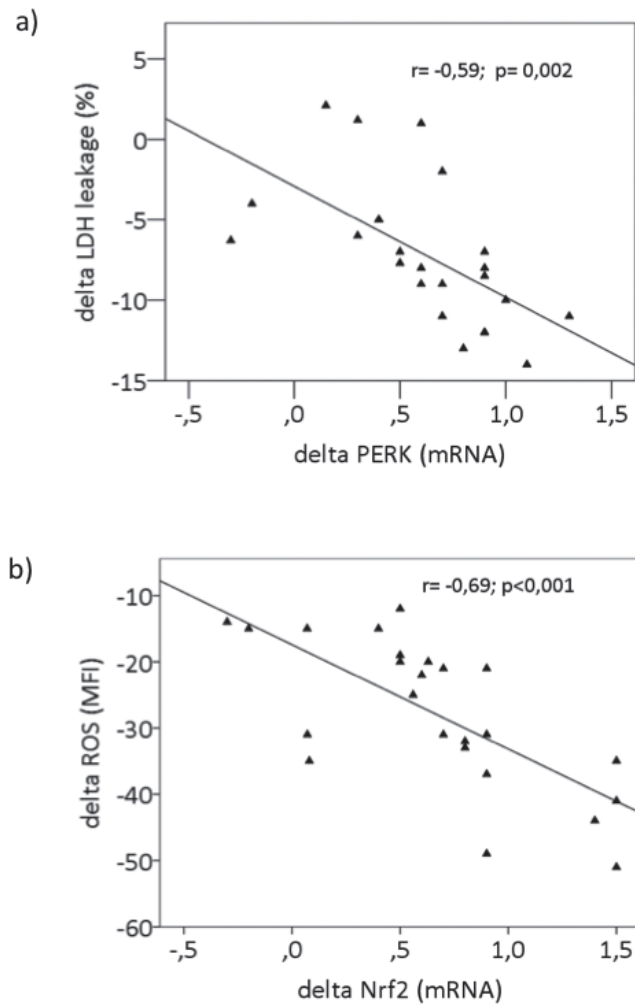 a)
r= -0,59; p= 0,002
delta LDH leakage (%)
5
0
-5
-10
-15
-,5
,0
,5
1,0
1,5
delta PERK (mRNA)
b)
r= -0,69; p<0,001
delta ROS (MFI)
-10
-20
-30
-40
-50
-60
-,5
,0
,5
1,0
1,5
delta Nrf2 (mRNA)